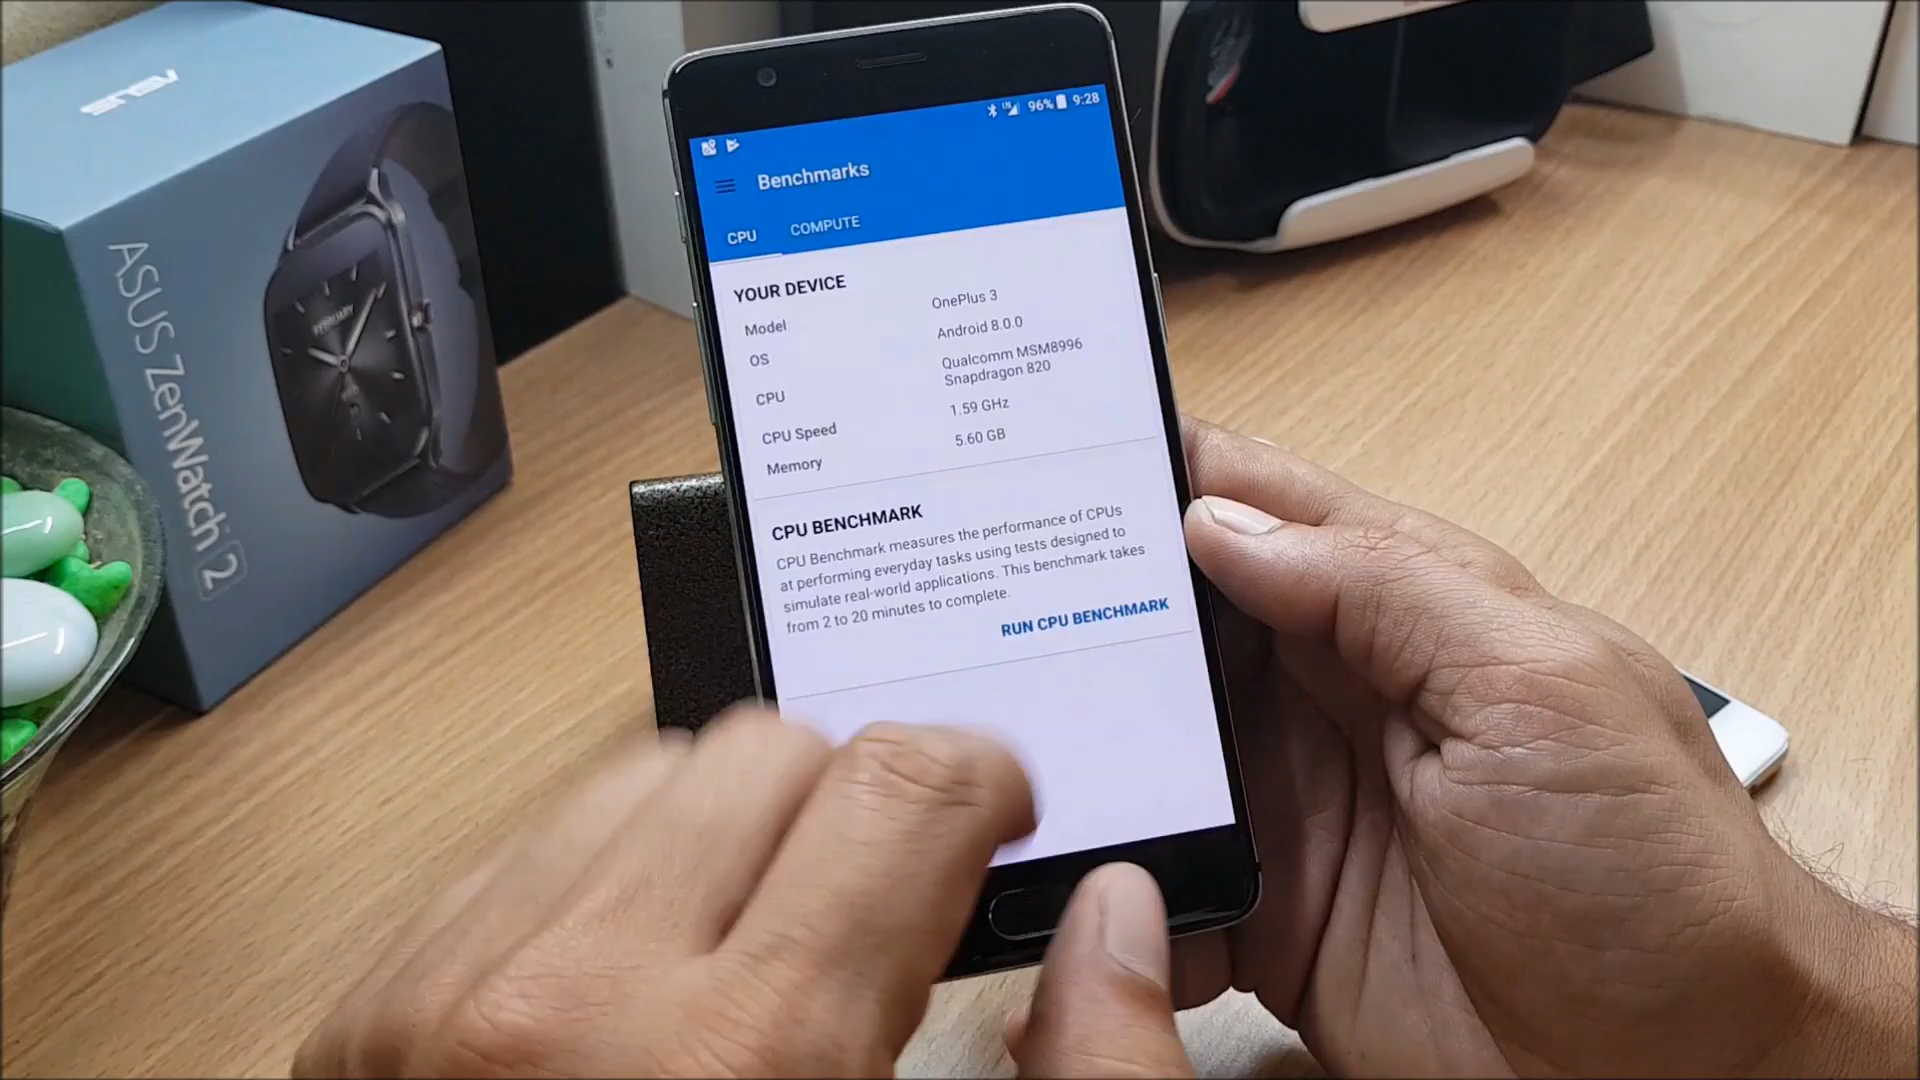 ASUS
ASUS ZenWatch 2
FEBRUARY
LTE 96% 9:28
Benchmarks
CPU COMPUTE
YOUR DEVICE
Model OnePlus 3
OS Android 8.0.0
CPU Qualcomm MSM8996
Snapdragon 820
CPU Speed 1.59 GHz
Memory 5.60 GB
CPU BENCHMARK
CPU Benchmark measures the performance of CPUs
at performing everyday tasks using tests designed to
simulate real-world applications. This benchmark takes
from 2 to 20 minutes to complete.
RUN CPU BENCHMARK